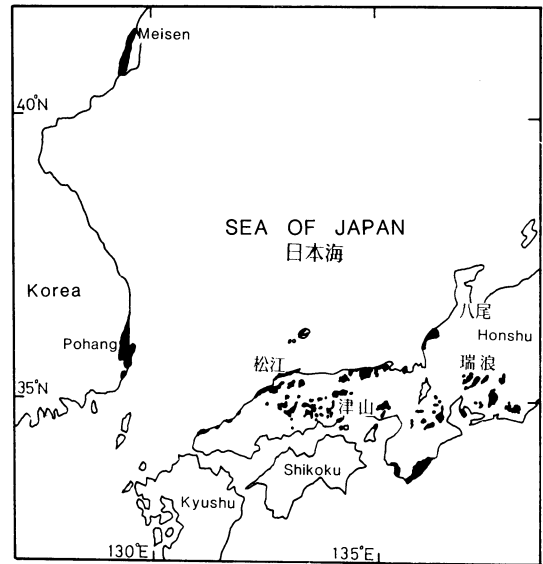 Meisen
40°N
SEA OF JAPAN
日本海
Korea
八尾
Honshu
Pohang
松江
瑞浪
35°N
津山
Shikoku
Kyushu
130°E
135°E